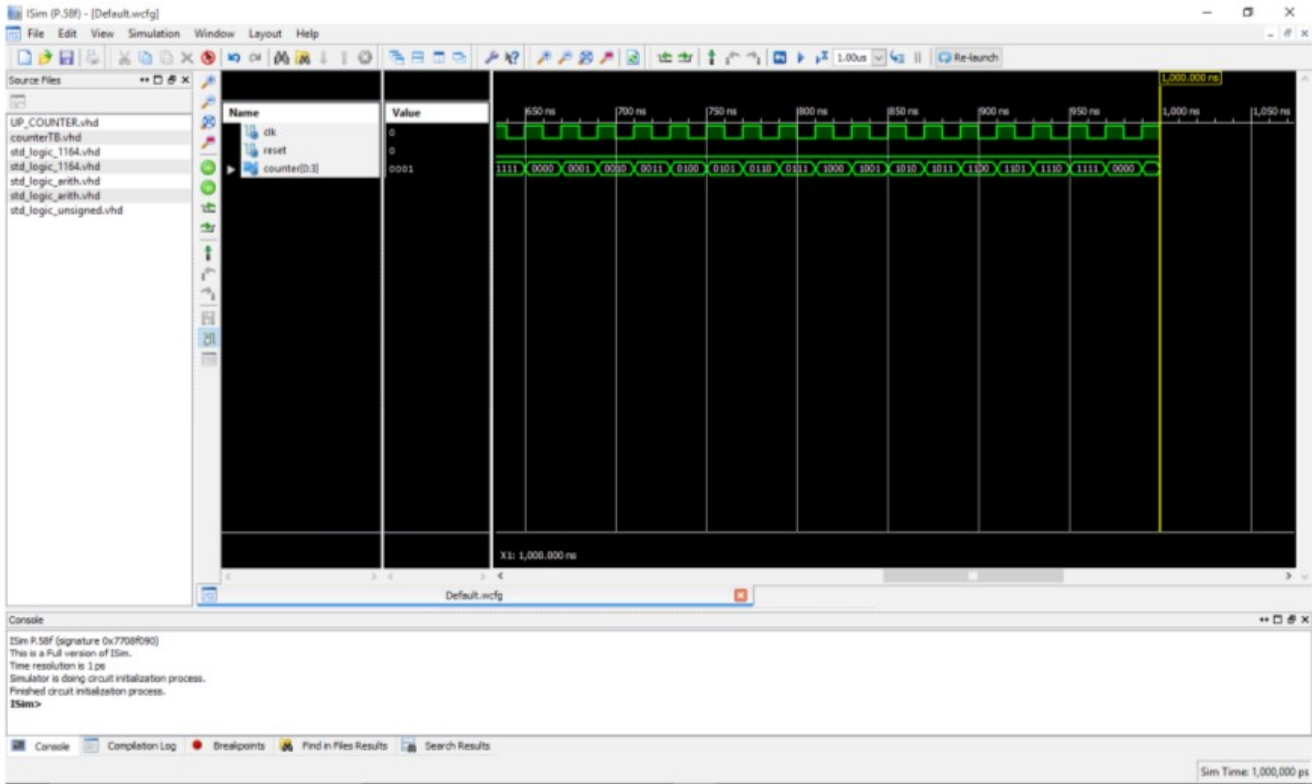 ISim (P.58f) - [Default.wcfg]
File Edit View Simulation Window Layout Help
1.00us Re-launch
Source Files
UP_COUNTER.vhd
counterTB.vhd
std_logic_1164.vhd
std_logic_1164.vhd
std_logic_arith.vhd
std_logic_arith.vhd
std_logic_unsigned.vhd
Name Value
clk 0
reset 0
counter[0:3] 0001
1,000.000 ns
650 ns 700 ns 750 ns 800 ns 850 ns 900 ns 950 ns 1,000 ns 1,050 ns
1111 0000 0001 0010 0011 0100 0101 0110 0111 1000 1001 1010 1011 1100 1101 1110 1111 0000
X1: 1,000.000 ns
Default.wcfg
Console
ISim P.58f (signature 0x7708f090)
This is a Full version of ISim.
Time resolution is 1 ps
Simulator is doing circuit initialization process.
Finished circuit initialization process.
ISim>
Console Compilation Log Breakpoints Find in Files Results Search Results
Sim Time: 1,000,000 ps